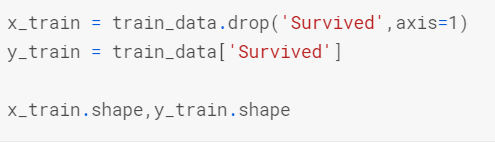 x_train = train_data.drop('Survived',axis=1)
y_train = train_data['Survived']
x_train.shape,y_train.shape